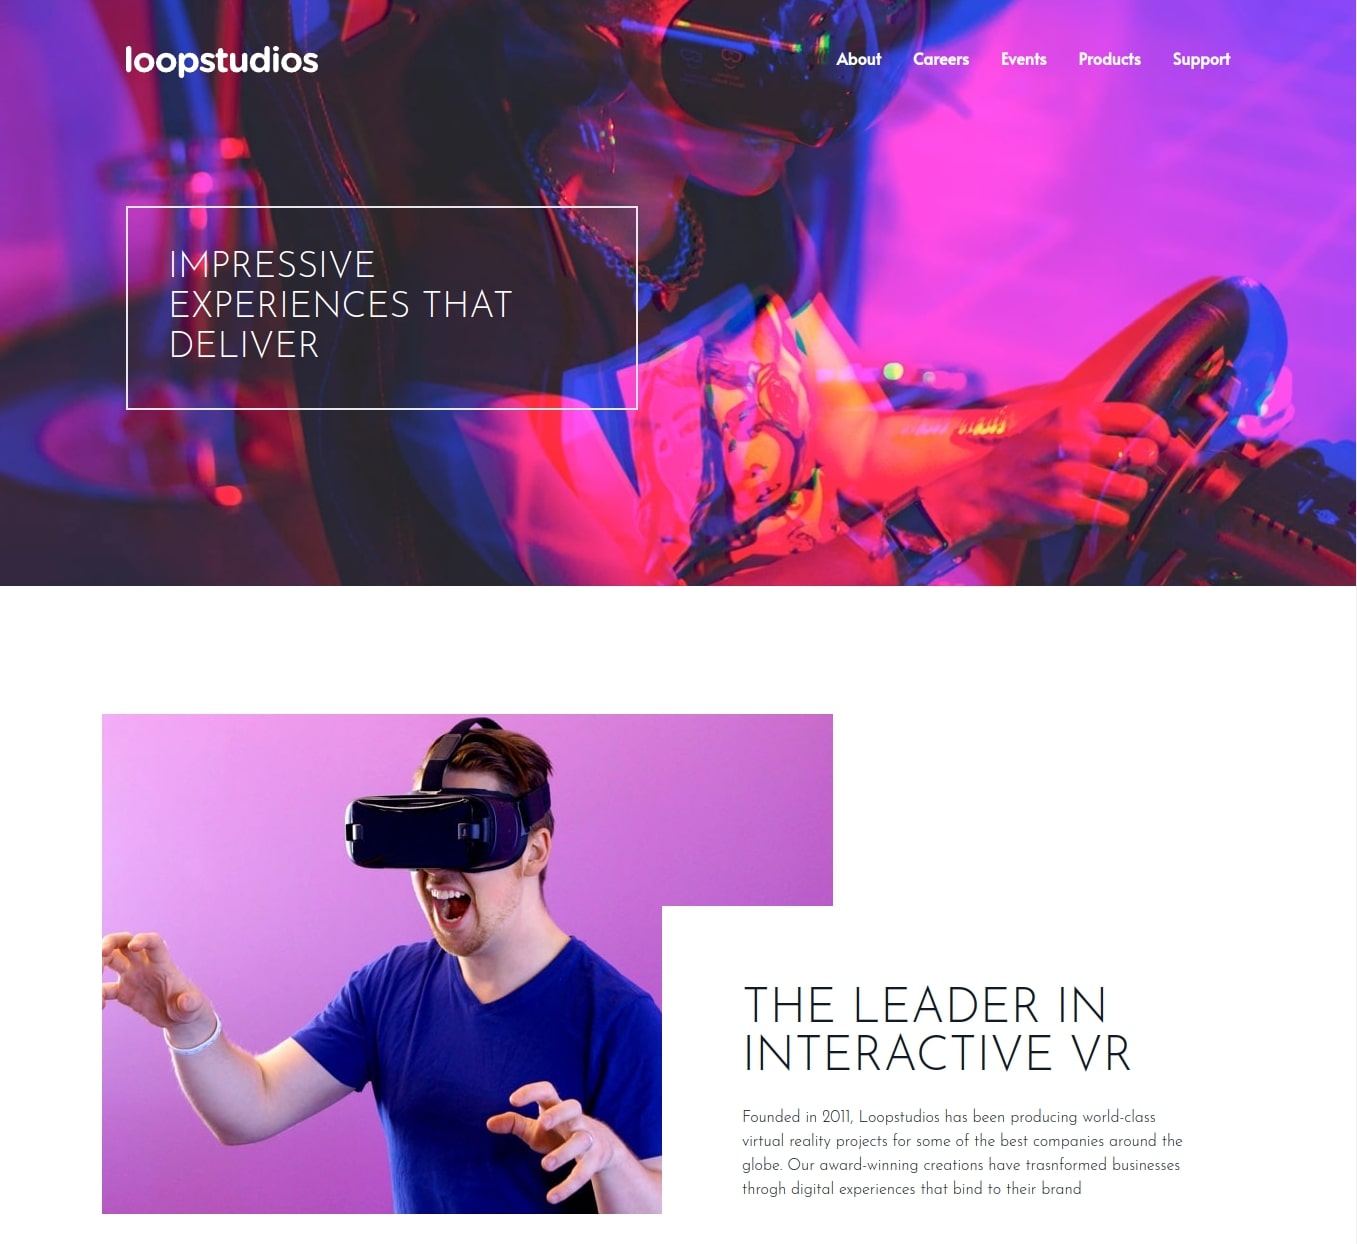 loopstudios
About Careers Events Products Support
IMPRESSIVE
EXPERIENCES THAT
DELIVER
THE LEADER IN
INTERACTIVE VR
Founded in 2011, Loopstudios has been producing world-class
virtual reality projects for some of the best companies around the
globe. Our award-winning creations have trasnformed businesses
throgh digital experiences that bind to their brand